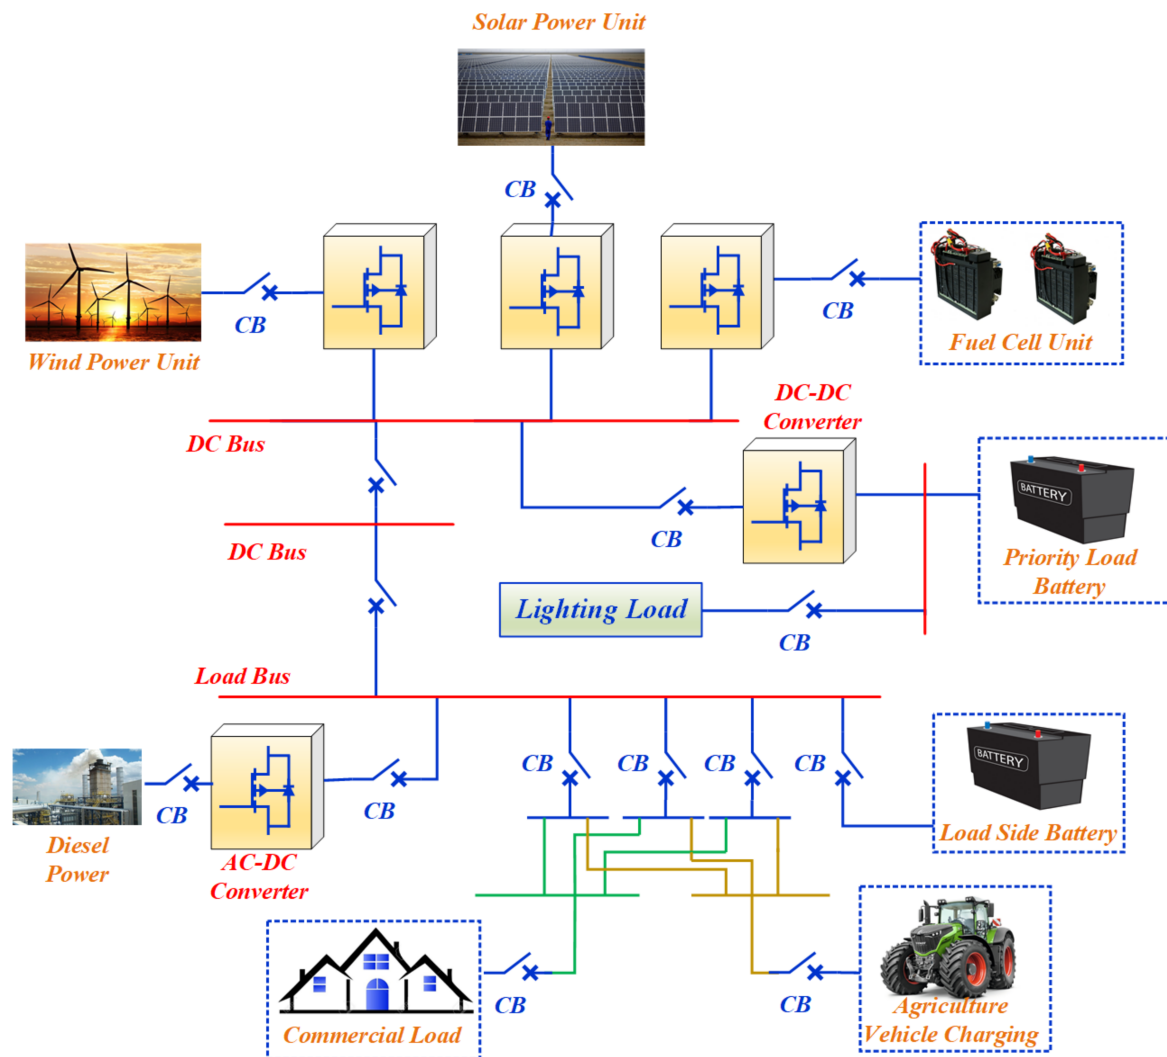 Solar Power Unit
CB
Wind Power Unit
CB
CB
Fuel Cell Unit
DC Bus
DC-DC
Converter
CB
BATTERY
Priority Load
Battery
DC Bus
Lighting Load
CB
Load Bus
Diesel
Power
CB
AC-DC
Converter
CB
CB
CB
CB
CB
BATTERY
Load Side Battery
Commercial Load
CB
CB
Agriculture
Vehicle Charging